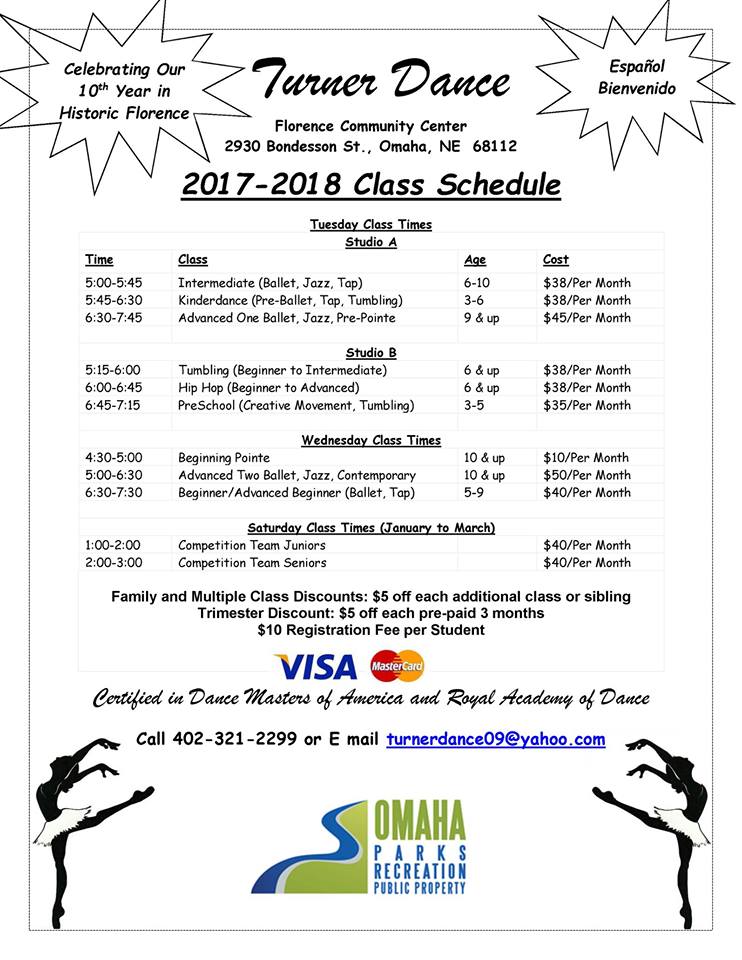 Celebrating Our
10th Year in
Historic Florence
Turner Dance
Español
Bienvenido
Florence Community Center
2930 Bondesson St., Omaha, NE 68112
2017-2018 Class Schedule
Tuesday Class Times
Studio A
Time Class Age Cost
5:00-5:45 Intermediate (Ballet, Jazz, Tap) 6-10 $38/Per Month
5:45-6:30 Kinderdance (Pre-Ballet, Tap, Tumbling) 3-6 $38/Per Month
6:30-7:45 Advanced One Ballet, Jazz, Pre-Pointe 9 & up $45/Per Month
Studio B
5:15-6:00 Tumbling (Beginner to Intermediate) 6 & up $38/Per Month
6:00-6:45 Hip Hop (Beginner to Advanced) 6 & up $38/Per Month
6:45-7:15 PreSchool (Creative Movement, Tumbling) 3-5 $35/Per Month
Wednesday Class Times
4:30-5:00 Beginning Pointe 10 & up $10/Per Month
5:00-6:30 Advanced Two Ballet, Jazz, Contemporary 10 & up $50/Per Month
6:30-7:30 Beginner/Advanced Beginner (Ballet, Tap) 5-9 $40/Per Month
Saturday Class Times (January to March)
1:00-2:00 Competition Team Juniors $40/Per Month
2:00-3:00 Competition Team Seniors $40/Per Month
Family and Multiple Class Discounts: $5 off each additional class or sibling
Trimester Discount: $5 off each pre-paid 3 months
$10 Registration Fee per Student
VISA MasterCard
Certified in Dance Masters of America and Royal Academy of Dance
Call 402-321-2299 or E mail turnerdance09@yahoo.com
OMAHA
PARKS
RECREATION
PUBLIC PROPERTY